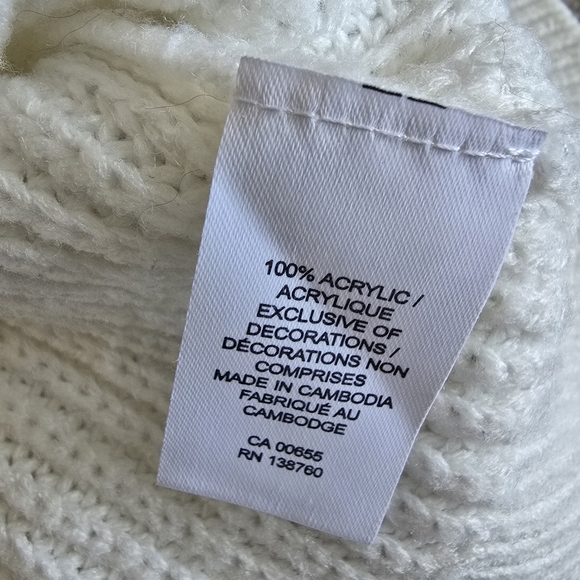 100% ACRYLIC /
ACRYLIQUE
EXCLUSIVE OF
DECORATIONS /
DÉCORATIONS NON
COMPRISES
MADE IN CAMBODIA
FABRIQUÉ AU
CAMBODGE
CA 00655
RN 138760